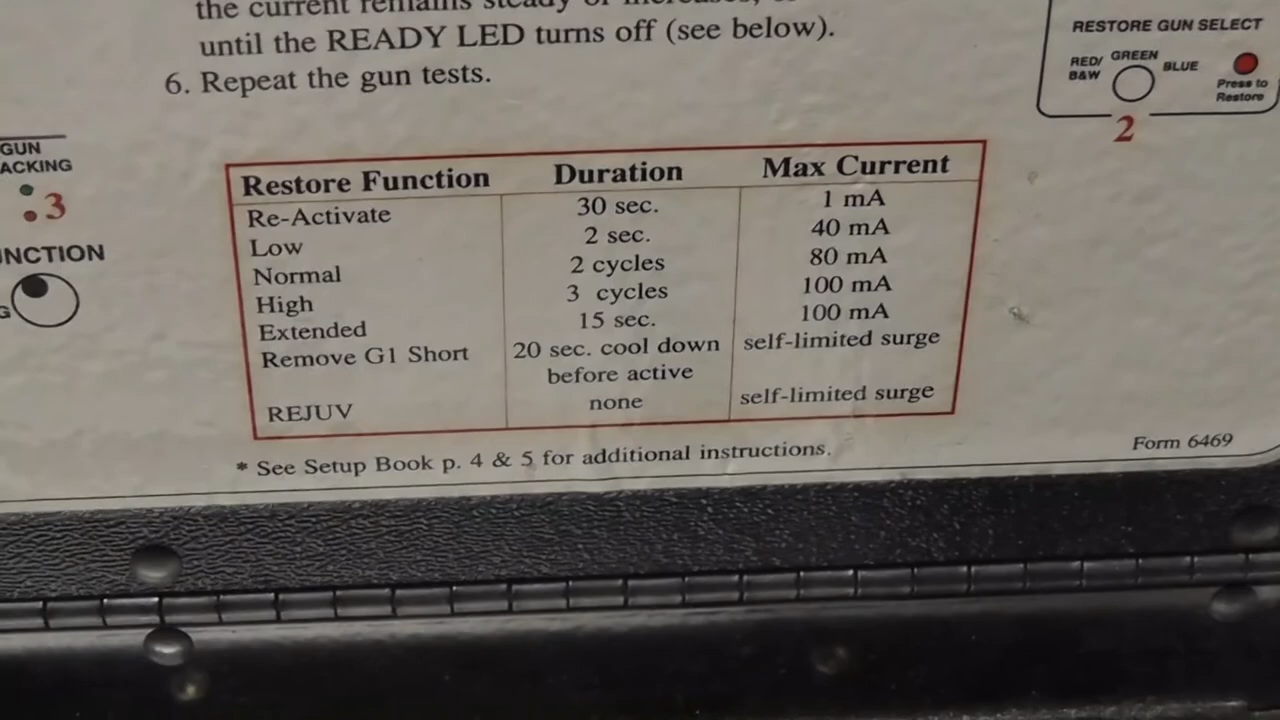 until the READY LED turns off (see below).
6. Repeat the gun tests.
RESTORE GUN SELECT
RED/ GREEN BLUE
B&W
Press to
Restore
2
GUN
ACKING
3
UNCTION
G
Restore Function Duration Max Current
Re-Activate 30 sec. 1 mA
Low 2 sec. 40 mA
Normal 2 cycles 80 mA
High 3 cycles 100 mA
Extended 15 sec. 100 mA
Remove G1 Short 20 sec. cool down self-limited surge
before active
REJUV none self-limited surge
* See Setup Book p. 4 & 5 for additional instructions.
Form 6469